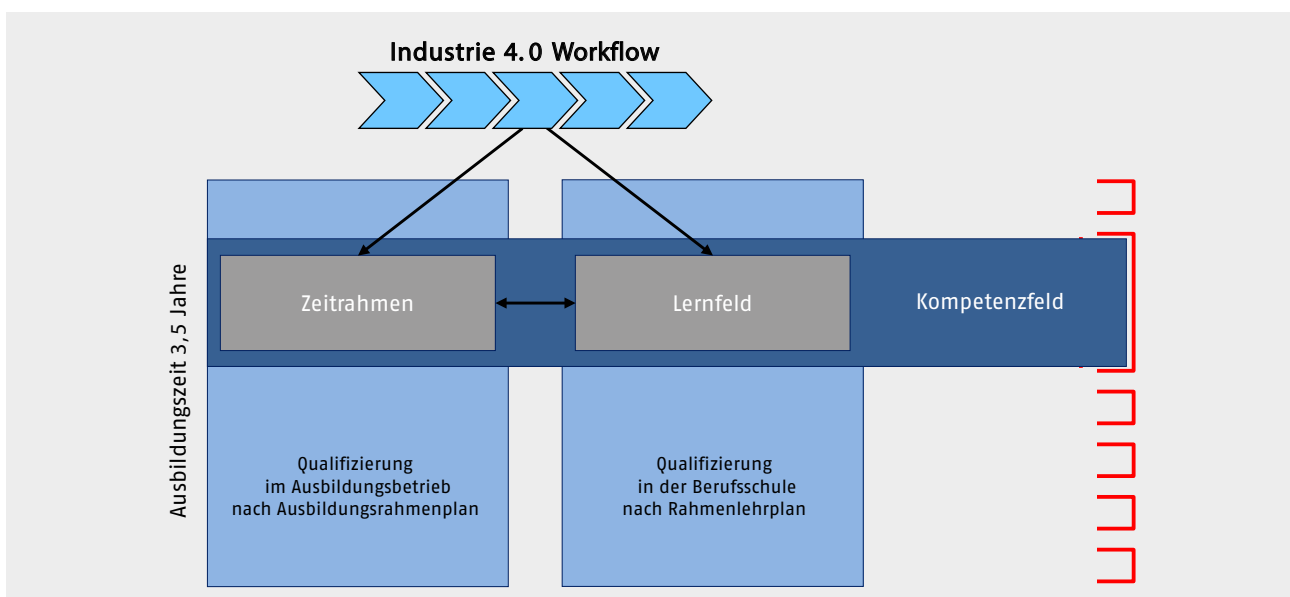 Industrie 4.0 Workflow
Ausbildungszeit 3,5 Jahre
Zeitrahmen
Lernfeld
Kompetenzfeld
Qualifizierung
im Ausbildungsbetrieb
nach Ausbildungsrahmenplan
Qualifizierung
in der Berufsschule
nach Rahmenlehrplan